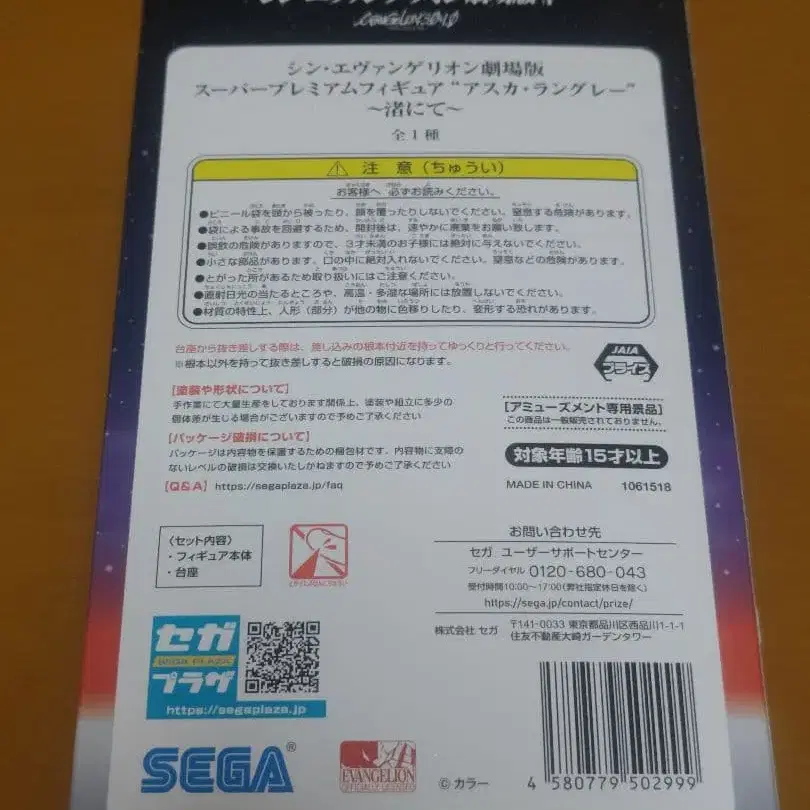 シン・エヴァンゲリオン劇場版
スーパープレミアムフィギュア“アスカ・ラングレー”
～渚にて～
全1種
⚠ 注意（ちゅうい）
お客様へ 必ずお読みください。
●ビニール袋を頭から被ったり、顔を覆ったりしないでください。窒息する危険があります。
●袋による事故を回避するため、開封後は、速やかに廃棄をお願い致します。
●誤飲の危険がありますので、3才未満のお子様には絶対に与えないでください。
●小さな部品があります。口の中に絶対入れないでください。窒息などの危険があります。
●とがった所があるため取り扱いにはご注意ください。
●直射日光の当たるところや、高温・多湿な場所には放置しないでください。
●材質の特性上、人形（部分）が他の物に色移りしたり、変形する恐れがあります。
台座から抜き差しする際は、差し込みの根本付近を持ってゆっくりと行ってください。
※根本以外を持って抜き差しすると破損の原因になります。
JAIA
プライズ
【塗装や形状について】
手作業にて大量生産をしております関係上、塗装や組立に多少の
個体差が生じる場合がございますので予めご了承ください
【パッケージ破損について】
パッケージは内容物を保護するための梱包材です。内容物に支障の
ないレベルの破損は交換いたしかねますので予めご了承ください
【Q&A】https://segaplaza.jp/faq
［アミューズメント専用景品］
この商品は一般販売されておりません。
対象年齢15才以上
MADE IN CHINA 1061518
〈セット内容〉
・フィギュア本体
・台座
お問い合わせ先
セガ ユーザーサポートセンター
フリーダイヤル 0120-680-043
受付時間10:00～17:00（弊社指定休日を除く）
https://sega.jp/contact/prize/
株式会社 セガ 〒141-0033 東京都品川区西品川1-1-1
住友不動産大崎ガーデンタワー
セガ
SEGA PLAZA
プラザ
https://segaplaza.jp
SEGA®
EVANGELION
© カラー
4 580779 502999